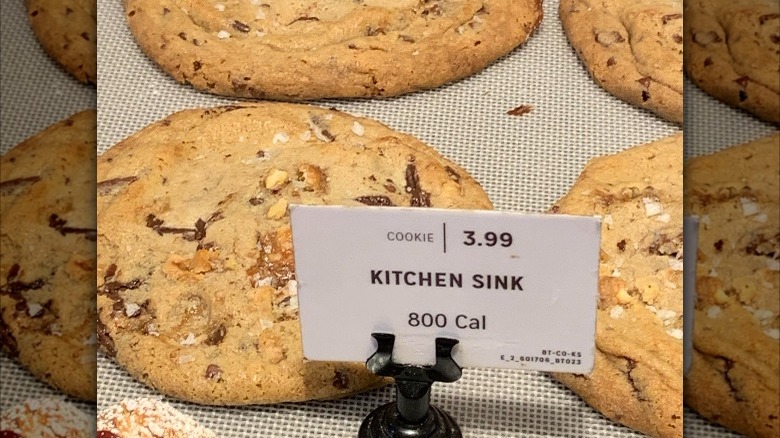 COOKIE | 3.99
KITCHEN SINK
800 Cal
BT-CO-KS
E_2_601706_BT023